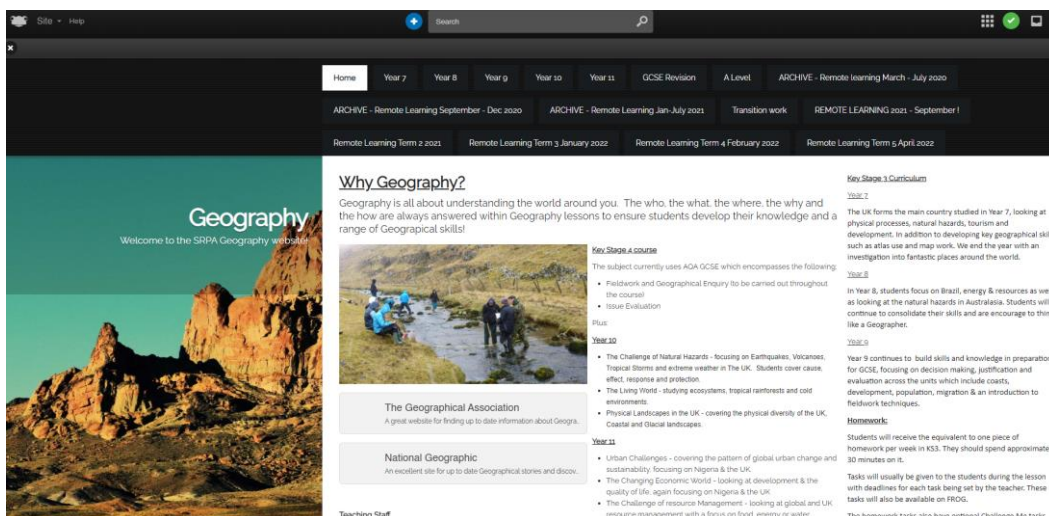 Site
Help
Search
Home
Year 7
Year 8
Year 9
Year 10
Year 11
GCSE Revision
A Level
ARCHIVE - Remote learning March - July 2020
ARCHIVE - Remote Learning September - Dec 2020
ARCHIVE - Remote Learning Jan-July 2021
Transition work
REMOTE LEARNING 2021 - September !
Remote Learning Term 2 2021
Remote Learning Term 3 January 2022
Remote Learning Term 4 February 2022
Remote Learning Term 5 April 2022
Geography
Welcome to the SRPA Geography website
Why Geography?
Geography is all about understanding the world around you. The who, the what, the where, the why and
the how are always answered within Geography lessons to ensure students develop their knowledge and a
range of Geograpical skills!
The Geographical Association
A great website for finding up to date information about Geogra..
National Geographic
An excellent site for up to date Geographical stories and discov..
Teaching Staff
Key Stage 4 course
The subject currently uses AQA GCSE which encompasses the following:
Fieldwork and Geographical Enquiry (to be carried out throughout
the course)
Issue Evaluation
Plus:
Year 10
The Challenge of Natural Hazards - focusing on Earthquakes, Volcanoes,
Tropical Storms and extreme weather in The UK. Students cover cause,
effect, response and protection.
The Living World - studying ecosystems, tropical rainforests and cold
environments.
Physical Landscapes in the UK - covering the physical diversity of the UK,
Coastal and Glacial landscapes.
Year 11
Urban Challenges - covering the pattern of global urban change and
sustainability, focusing on Nigeria & the UK.
The Changing Economic World - looking at development & the
quality of life, again focusing on Nigeria & the UK
The Challenge of resource Management - looking at global and UK
resource management with a focus on food, energy or water
Key Stage 3 Curriculum
Year 7
The UK forms the main country studied in Year 7, looking at
physical processes, natural hazards, tourism and
development. In addition to developing key geographical skil
such as atlas use and map work. We end the year with an
investigation into fantastic places around the world.
Year 8
In Year 8, students focus on Brazil, energy & resources as we
as looking at the natural hazards in Australasia. Students will
continue to consolidate their skills and are encourage to thin
like a Geographer.
Year 9
Year 9 continues to build skills and knowledge in preparation
for GCSE, focusing on decision making, justification and
evaluation across the units which include coasts,
development, population, migration & an introduction to
fieldwork techniques.
Homework:
Students will receive the equivalent to one piece of
homework per week in KS3. They should spend approximate
30 minutes on it.
Tasks will usually be given to the students during the lesson
with deadlines for each task being set by the teacher. These
tasks will also be available on FROG.
The homework tasks also have optional Challenge Me tasks